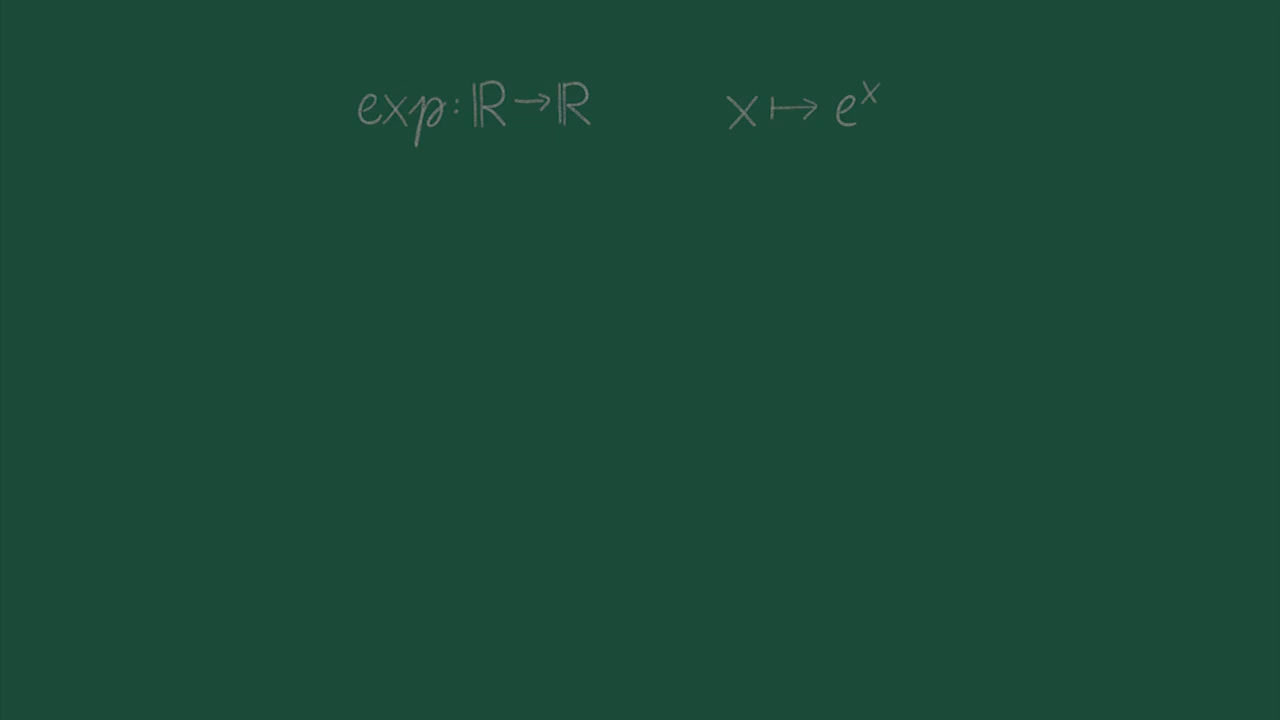 exp: ℝ → ℝ x ↦ eˣ